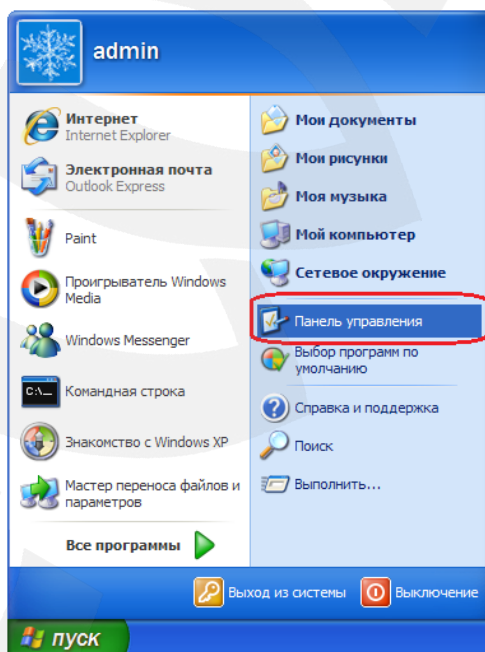 admin
Интернет
Internet Explorer
Электронная почта
Outlook Express
Paint
Проигрыватель Windows
Media
Windows Messenger
C:\_
Командная строка
Знакомство с Windows XP
Мастер переноса файлов и
параметров
Все программы
Мои документы
Мои рисунки
Моя музыка
Мой компьютер
Сетевое окружение
Панель управления
Выбор программ по
умолчанию
Справка и поддержка
Поиск
Выполнить...
Выход из системы
Выключение
пуск